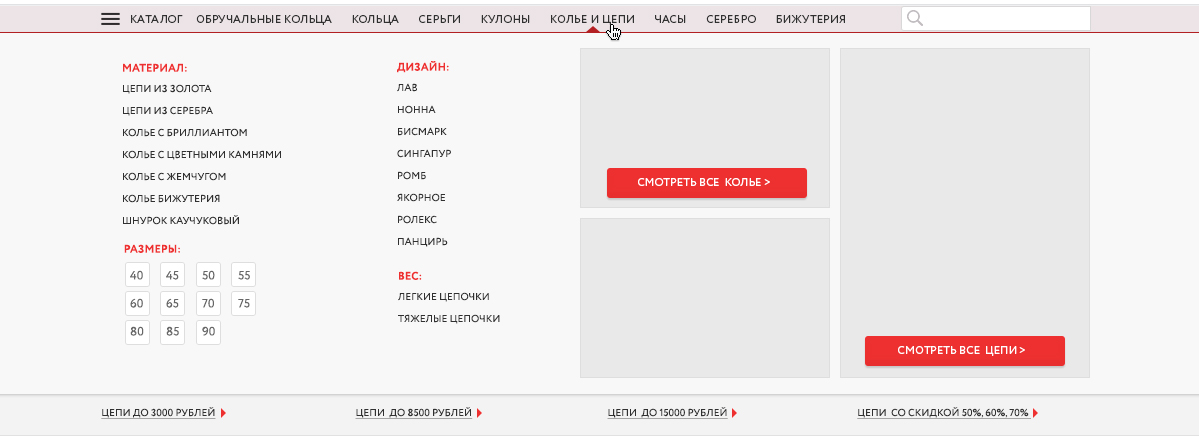 КАТАЛОГ ОБРУЧАЛЬНЫЕ КОЛЬЦА КОЛЬЦА СЕРЬГИ КУЛОНЫ КОЛЬЕ И ЦЕПИ ЧАСЫ СЕРЕБРО БИЖУТЕРИЯ
МАТЕРИАЛ:
ЦЕПИ ИЗ ЗОЛОТА
ЦЕПИ ИЗ СЕРЕБРА
КОЛЬЕ С БРИЛЛИАНТОМ
КОЛЬЕ С ЦВЕТНЫМИ КАМНЯМИ
КОЛЬЕ С ЖЕМЧУГОМ
КОЛЬЕ БИЖУТЕРИЯ
ШНУРОК КАУЧУКОВЫЙ
РАЗМЕРЫ:
40 45 50 55
60 65 70 75
80 85 90
ДИЗАЙН:
ЛАВ
НОННА
БИСМАРК
СИНГАПУР
РОМБ
ЯКОРНОЕ
РОЛЕКС
ПАНЦИРЬ
ВЕС:
ЛЕГКИЕ ЦЕПОЧКИ
ТЯЖЕЛЫЕ ЦЕПОЧКИ
СМОТРЕТЬ ВСЕ КОЛЬЕ >
СМОТРЕТЬ ВСЕ ЦЕПИ >
ЦЕПИ ДО 3000 РУБЛЕЙ ЦЕПИ ДО 8500 РУБЛЕЙ ЦЕПИ ДО 15000 РУБЛЕЙ ЦЕПИ СО СКИДКОЙ 50%, 60%, 70%